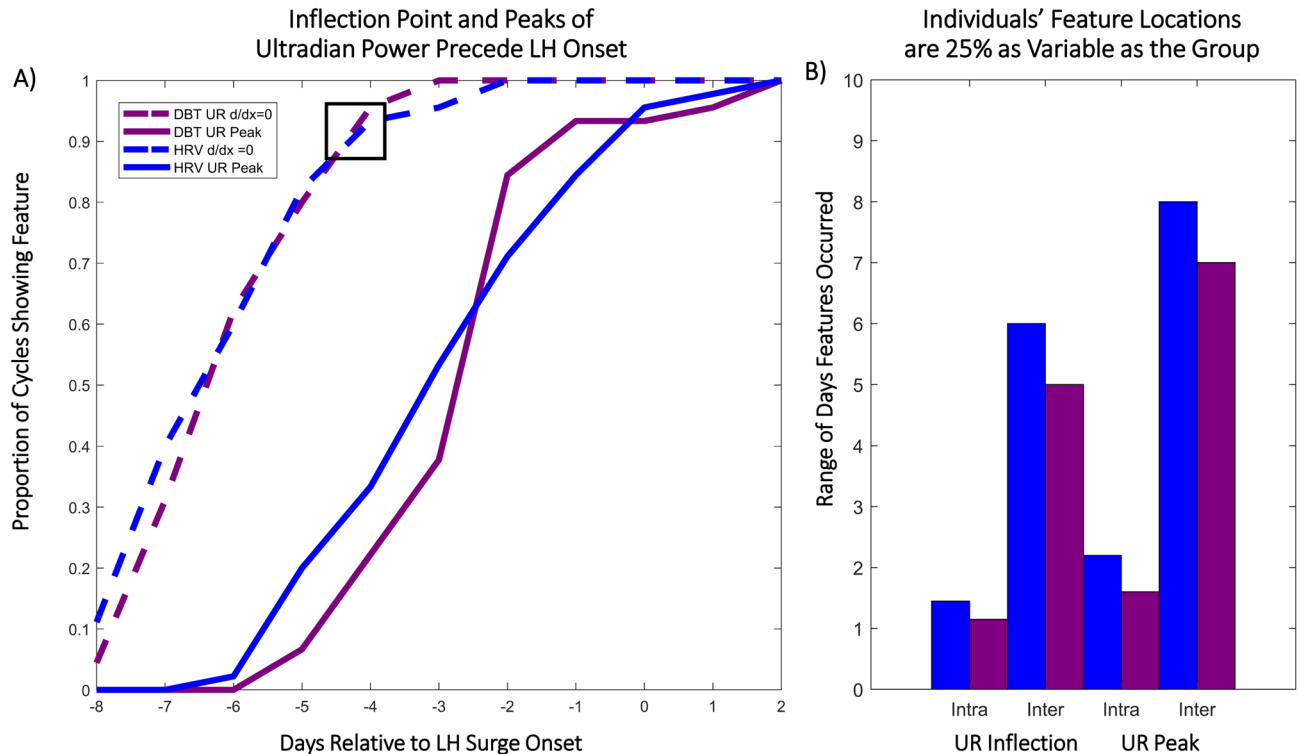 Inflection Point and Peaks of
Ultradian Power Precede LH Onset
A)
DBT UR d/dx=0
DBT UR Peak
HRV d/dx =0
HRV UR Peak
Proportion of Cycles Showing Feature
1
0.9
0.8
0.7
0.6
0.5
0.4
0.3
0.2
0.1
0
-8 -7 -6 -5 -4 -3 -2 -1 0 1 2
Days Relative to LH Surge Onset
Individuals’ Feature Locations
are 25% as Variable as the Group
B)
Range of Days Features Occurred
10
9
8
7
6
5
4
3
2
1
0
Intra Inter Intra Inter
UR Inflection UR Peak